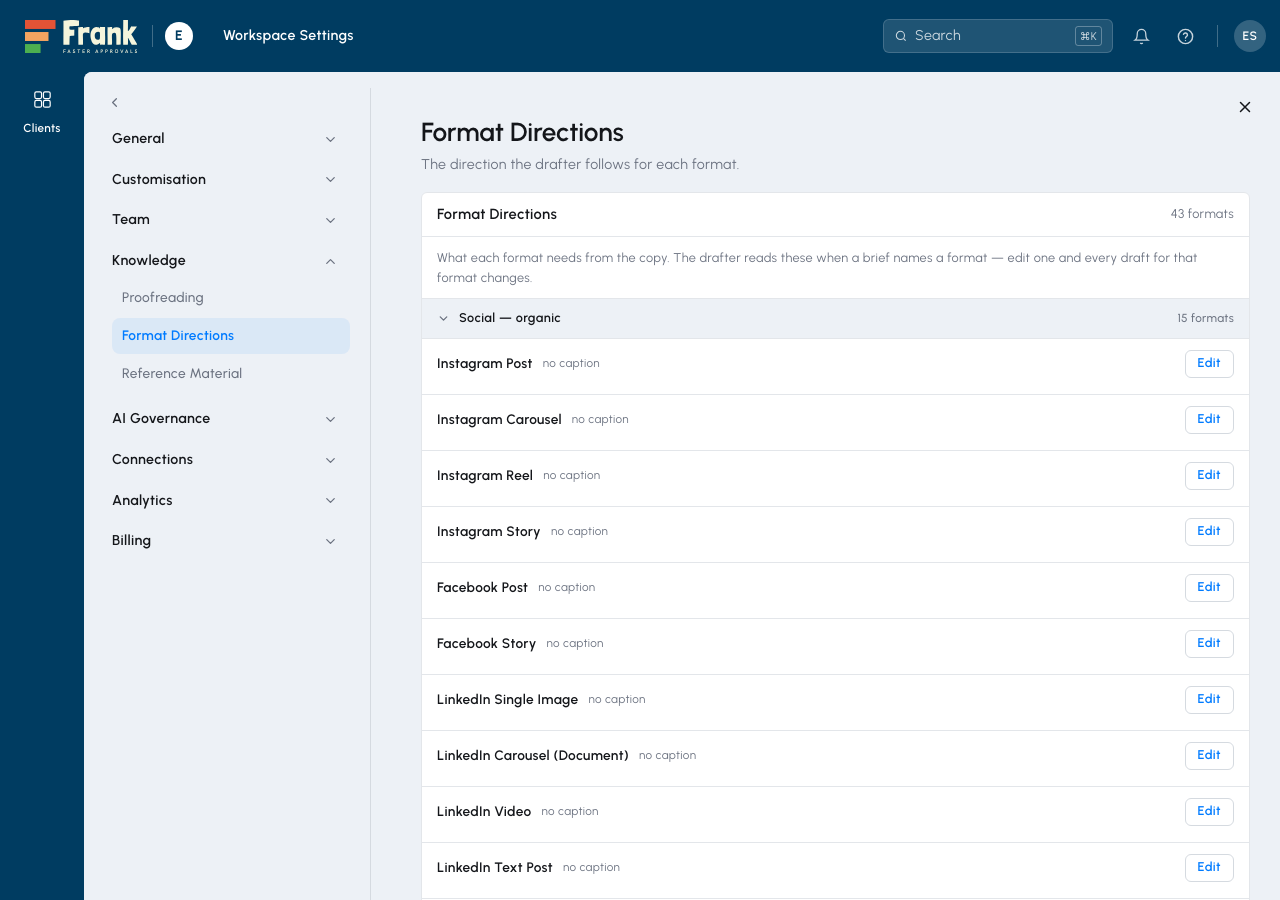 Frank
FASTER APPROVALS
E
Workspace Settings
Search
⌘K
ES
Clients
General
Customisation
Team
Knowledge
Proofreading
Format Directions
Reference Material
AI Governance
Connections
Analytics
Billing
Format Directions
The direction the drafter follows for each format.
Format Directions
43 formats
What each format needs from the copy. The drafter reads these when a brief names a format — edit one and every draft for that
format changes.
Social — organic
15 formats
Instagram Post no caption Edit
Instagram Carousel no caption Edit
Instagram Reel no caption Edit
Instagram Story no caption Edit
Facebook Post no caption Edit
Facebook Story no caption Edit
LinkedIn Single Image no caption Edit
LinkedIn Carousel (Document) no caption Edit
LinkedIn Video no caption Edit
LinkedIn Text Post no caption Edit